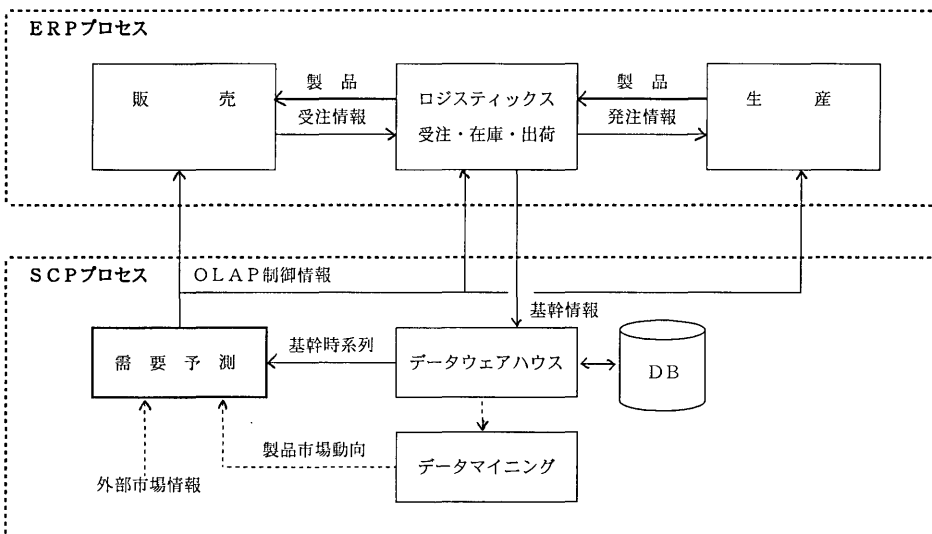 ERPプロセス
販売
製品
受注情報
ロジスティックス
受注・在庫・出荷
製品
発注情報
生産
SCPプロセス
OLAP制御情報
基幹情報
需要予測
基幹時系列
データウェアハウス
DB
製品市場動向
データマイニング
外部市場情報